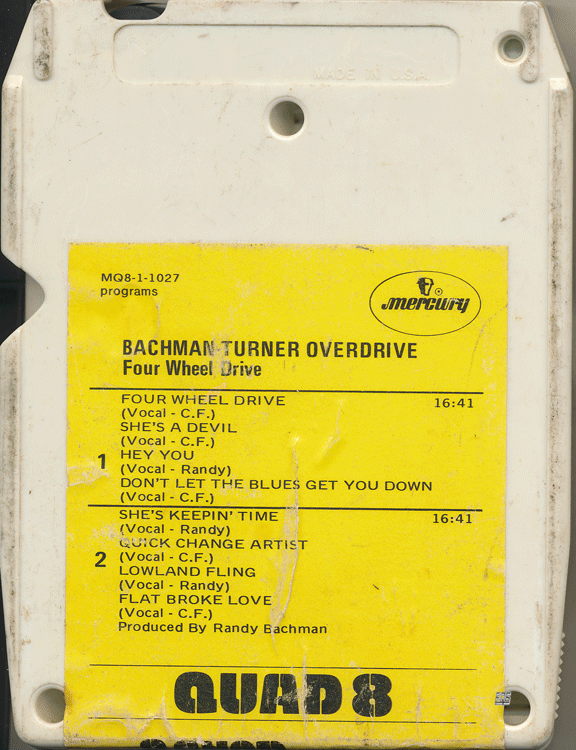 MADE IN U.S.A.
MQ8-1-1027
programs
mercury
BACHMAN-TURNER OVERDRIVE
Four Wheel Drive
FOUR WHEEL DRIVE 16:41
(Vocal - C.F.)
SHE'S A DEVIL
(Vocal - C.F.)
1 HEY YOU
(Vocal - Randy)
DON'T LET THE BLUES GET YOU DOWN
(Vocal - C.F.)
SHE'S KEEPIN' TIME 16:41
(Vocal - Randy)
QUICK CHANGE ARTIST
2 (Vocal - C.F.)
LOWLAND FLING
(Vocal - Randy)
FLAT BROKE LOVE
(Vocal - C.F.)
Produced By Randy Bachman
QUAD 8